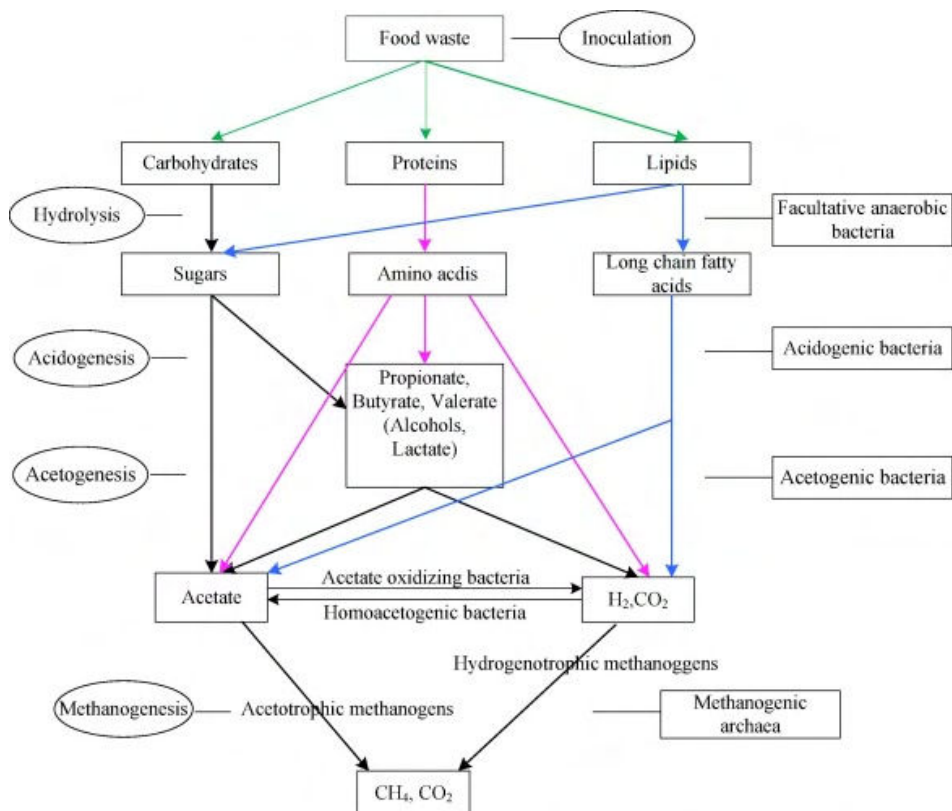 Food waste
Inoculation
Carbohydrates
Proteins
Lipids
Hydrolysis
Facultative anaerobic
bacteria
Sugars
Amino acdis
Long chain fatty
acids
Acidogenesis
Acidogenic bacteria
Propionate,
Butyrate, Valerate
(Alcohols,
Lactate)
Acetogenesis
Acetogenic bacteria
Acetate
Acetate oxidizing bacteria
Homoacetogenic bacteria
H₂,CO₂
Hydrogenotrophic methanoggens
Methanogenesis
Acetotrophic methanogens
Methanogenic
archaea
CH₄, CO₂